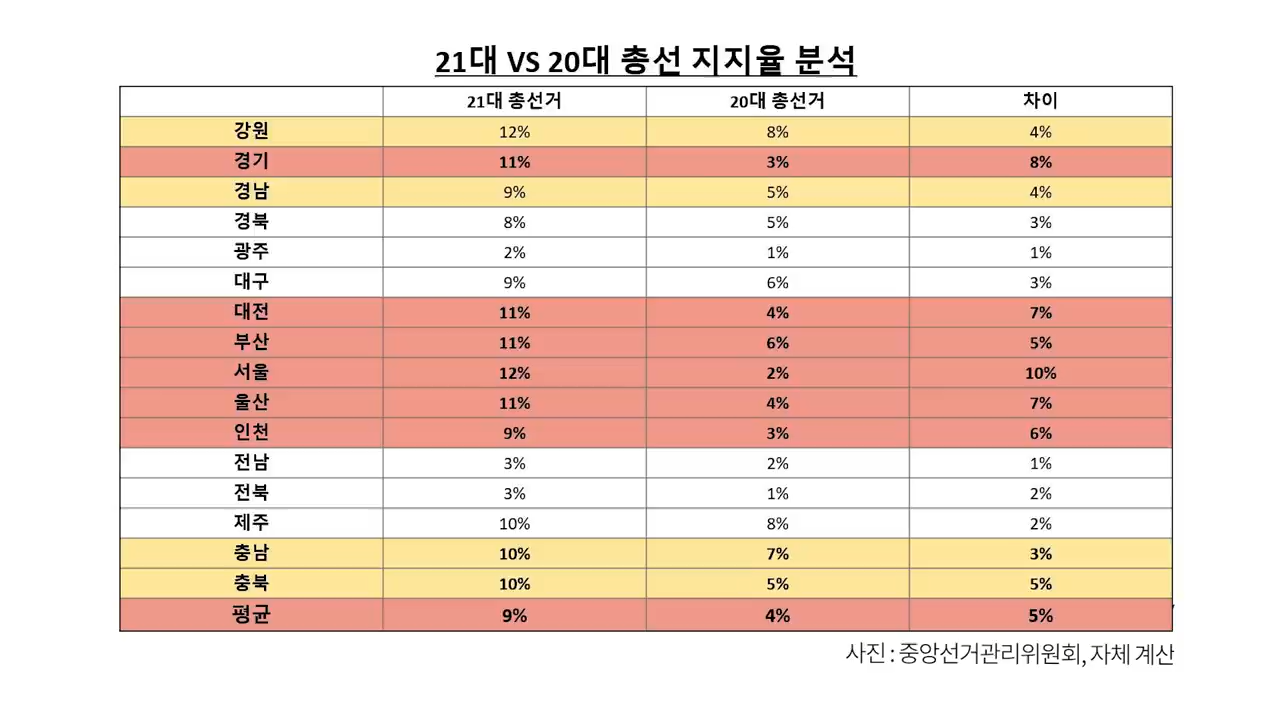 21대 VS 20대 총선 지지율 분석
21대 총선거 20대 총선거 차이
강원 12% 8% 4%
경기 11% 3% 8%
경남 9% 5% 4%
경북 8% 5% 3%
광주 2% 1% 1%
대구 9% 6% 3%
대전 11% 4% 7%
부산 11% 6% 5%
서울 12% 2% 10%
울산 11% 4% 7%
인천 9% 3% 6%
전남 3% 2% 1%
전북 3% 1% 2%
제주 10% 8% 2%
충남 10% 7% 3%
충북 10% 5% 5%
평균 9% 4% 5%
사진 : 중앙선거관리위원회, 자체 계산